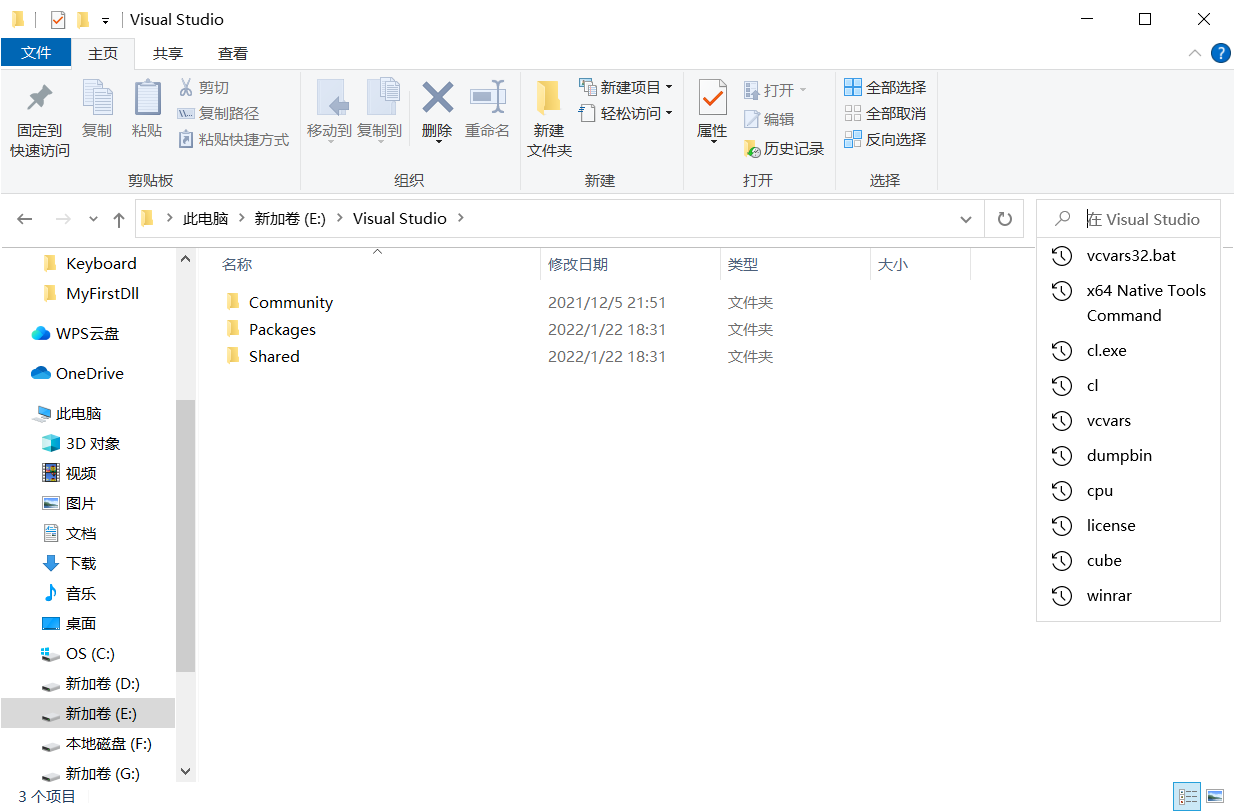 Visual Studio
文件
主页
共享
查看
固定到
快速访问
复制
粘贴
剪切
复制路径
粘贴快捷方式
剪贴板
移动到
复制到
删除
重命名
组织
新建
文件夹
新建项目
轻松访问
新建
属性
打开
编辑
历史记录
打开
全部选择
全部取消
反向选择
选择
此电脑
新加卷 (E:)
Visual Studio
在 Visual Studio
Keyboard
MyFirstDll
WPS云盘
OneDrive
此电脑
3D 对象
视频
图片
文档
下载
音乐
桌面
OS (C:)
新加卷 (D:)
新加卷 (E:)
本地磁盘 (F:)
新加卷 (G:)
名称 修改日期 类型 大小
Community 2021/12/5 21:51 文件夹
Packages 2022/1/22 18:31 文件夹
Shared 2022/1/22 18:31 文件夹
vcvars32.bat
x64 Native Tools
Command
cl.exe
cl
vcvars
dumpbin
cpu
license
cube
winrar
3 个项目